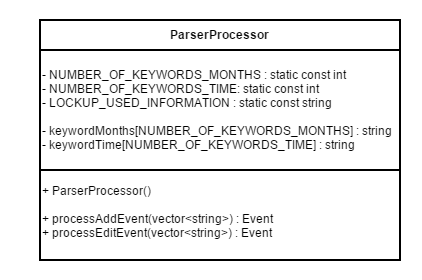 ParserProcessor
- NUMBER_OF_KEYWORDS_MONTHS : static const int
- NUMBER_OF_KEYWORDS_TIME: static const int
- LOCKUP_USED_INFORMATION : static const string
- keywordMonths[NUMBER_OF_KEYWORDS_MONTHS] : string
- keywordTime[NUMBER_OF_KEYWORDS_TIME] : string
+ ParserProcessor()
+ processAddEvent(vector<string>) : Event
+ processEditEvent(vector<string>) : Event